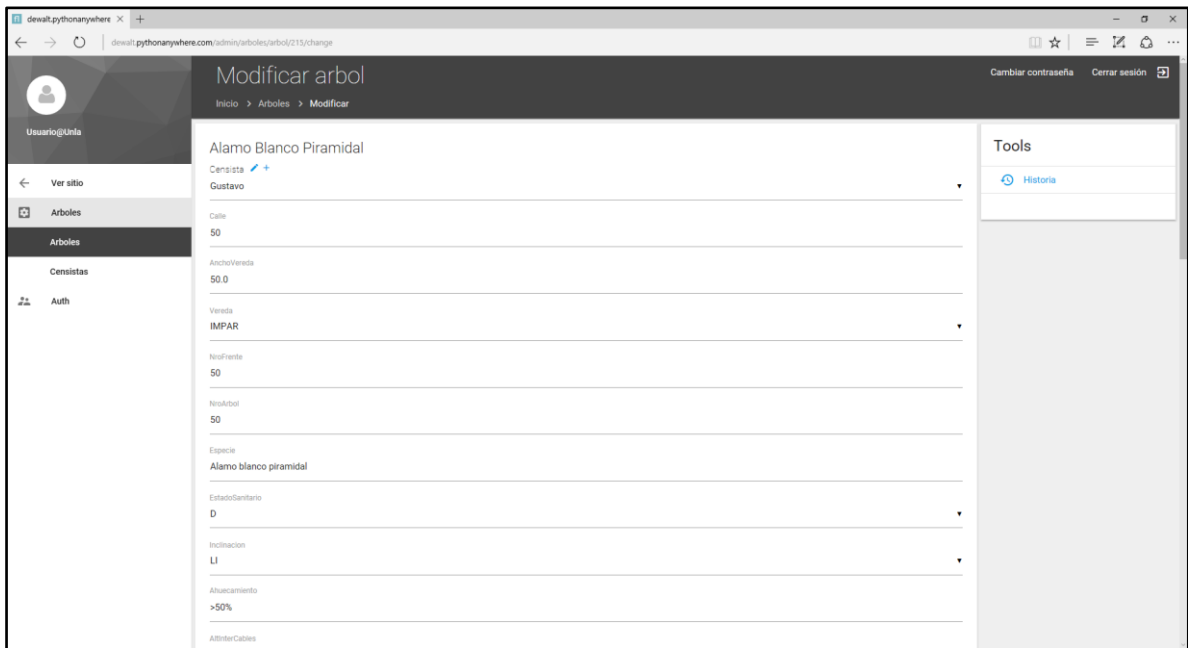 dewalt.pythonanywhere
dewalt.pythonanywhere.com/admin/arboles/arbol/215/change
Usuario@Unla
Ver sitio
Arboles
Arboles
Censistas
Auth
Modificar arbol
Inicio > Arboles > Modificar
Cambiar contraseña Cerrar sesión
Alamo Blanco Piramidal
Censista
Gustavo
Calle
50
AnchoVereda
50.0
Vereda
IMPAR
NroFrente
50
NroArbol
50
Especie
Alamo blanco piramidal
EstadoSanitario
D
Inclinacion
LI
Ahuecamiento
>50%
AltInterCables
Tools
Historia